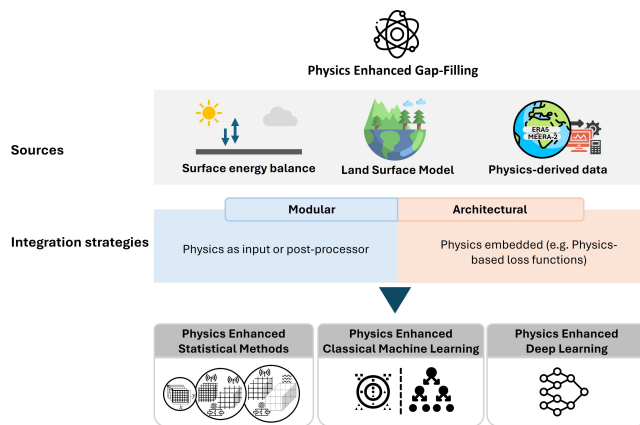 Physics Enhanced Gap-Filling
Sources
Surface energy balance
Land Surface Model
ERA5
MEERA-2
Physics-derived data
Modular
Architectural
Integration strategies
Physics as input or post-processor
Physics embedded (e.g. Physics-
based loss functions)
Physics Enhanced
Statistical Methods
Physics Enhanced
Classical Machine Learning
Physics Enhanced
Deep Learning